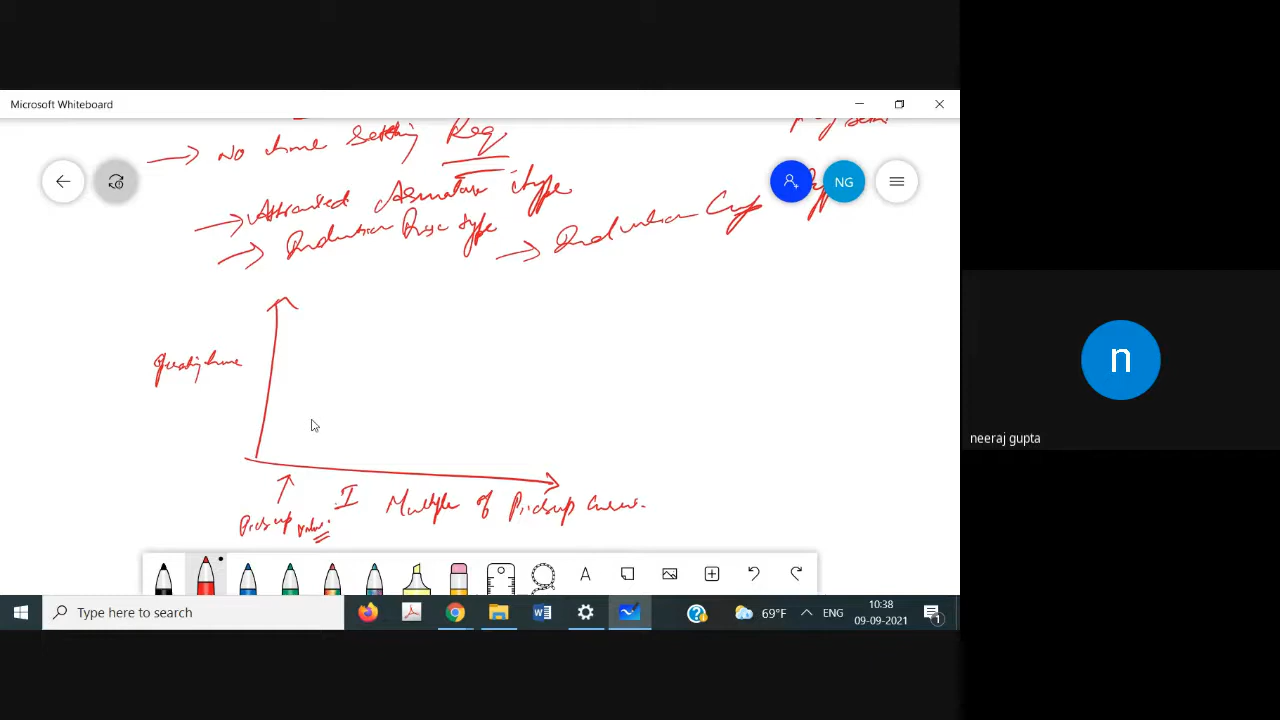 Microsoft Whiteboard
→ No time Setting Req
→ Attracted Armature type
→ Induction Disc type → Induction Cup
NG
Operating time
I Multiple of Pickup current.
Pickup value.
n
neeraj gupta
A
Type here to search
69°F ENG
10:38
09-09-2021
1